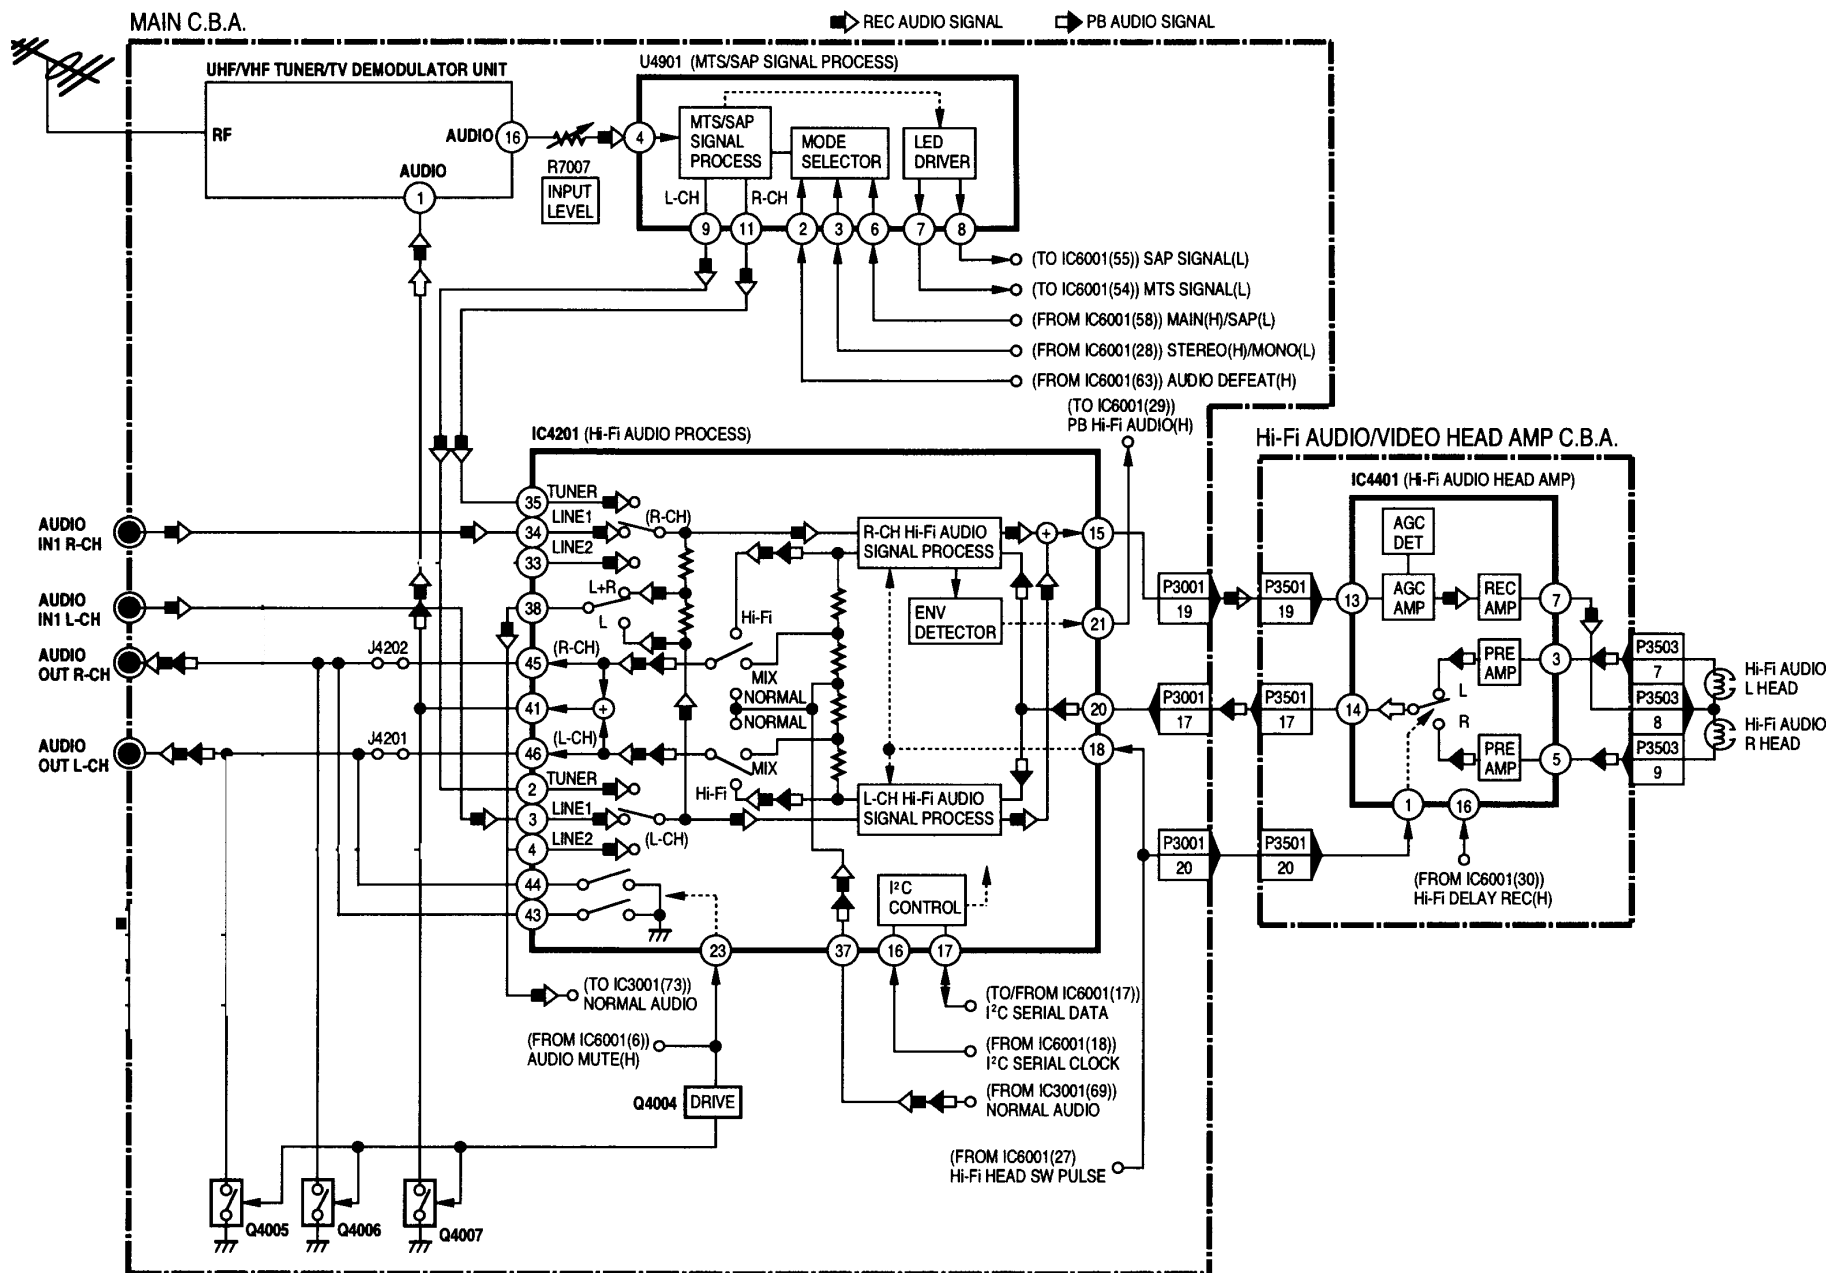 MAIN C.B.A.
REC AUDIO SIGNAL
PB AUDIO SIGNAL
UHF/VHF TUNER/TV DEMODULATOR UNIT
RF
AUDIO
16
AUDIO
1
R7007
INPUT
LEVEL
U4901 (MTS/SAP SIGNAL PROCESS)
4
MTS/SAP
SIGNAL
PROCESS
MODE
SELECTOR
LED
DRIVER
L-CH
R-CH
9
11
2
3
6
7
8
(TO IC6001(55)) SAP SIGNAL(L)
(TO IC6001(54)) MTS SIGNAL(L)
(FROM IC6001(58)) MAIN(H)/SAP(L)
(FROM IC6001(28)) STEREO(H)/MONO(L)
(FROM IC6001(63)) AUDIO DEFEAT(H)
(TO IC6001(29))
PB Hi-Fi AUDIO(H)
IC4201 (Hi-Fi AUDIO PROCESS)
AUDIO
IN1 R-CH
AUDIO
IN1 L-CH
AUDIO
OUT R-CH
AUDIO
OUT L-CH
J4202
J4201
35
TUNER
34
LINE1
(R-CH)
33
LINE2
38
L+R
L
45
(R-CH)
41
46
(L-CH)
2
TUNER
3
LINE1
(L-CH)
4
LINE2
44
43
Hi-Fi
MIX
NORMAL
NORMAL
MIX
Hi-Fi
+
+
R-CH Hi-Fi AUDIO
SIGNAL PROCESS
ENV
DETECTOR
L-CH Hi-Fi AUDIO
SIGNAL PROCESS
I²C
CONTROL
15
21
20
18
23
37
16
17
(TO IC3001(73))
NORMAL AUDIO
(FROM IC6001(6))
AUDIO MUTE(H)
Q4004
DRIVE
(TO/FROM IC6001(17))
I²C SERIAL DATA
(FROM IC6001(18))
I²C SERIAL CLOCK
(FROM IC3001(69))
NORMAL AUDIO
(FROM IC6001(27)
Hi-Fi HEAD SW PULSE
Q4005
Q4006
Q4007
P3001
19
P3001
17
P3001
20
Hi-Fi AUDIO/VIDEO HEAD AMP C.B.A.
IC4401 (Hi-Fi AUDIO HEAD AMP)
P3501
19
P3501
17
P3501
20
AGC
DET
13
AGC
AMP
REC
AMP
7
PRE
AMP
3
14
L
R
PRE
AMP
5
1
16
(FROM IC6001(30))
Hi-Fi DELAY REC(H)
P3503
7
P3503
8
P3503
9
Hi-Fi AUDIO
L HEAD
Hi-Fi AUDIO
R HEAD